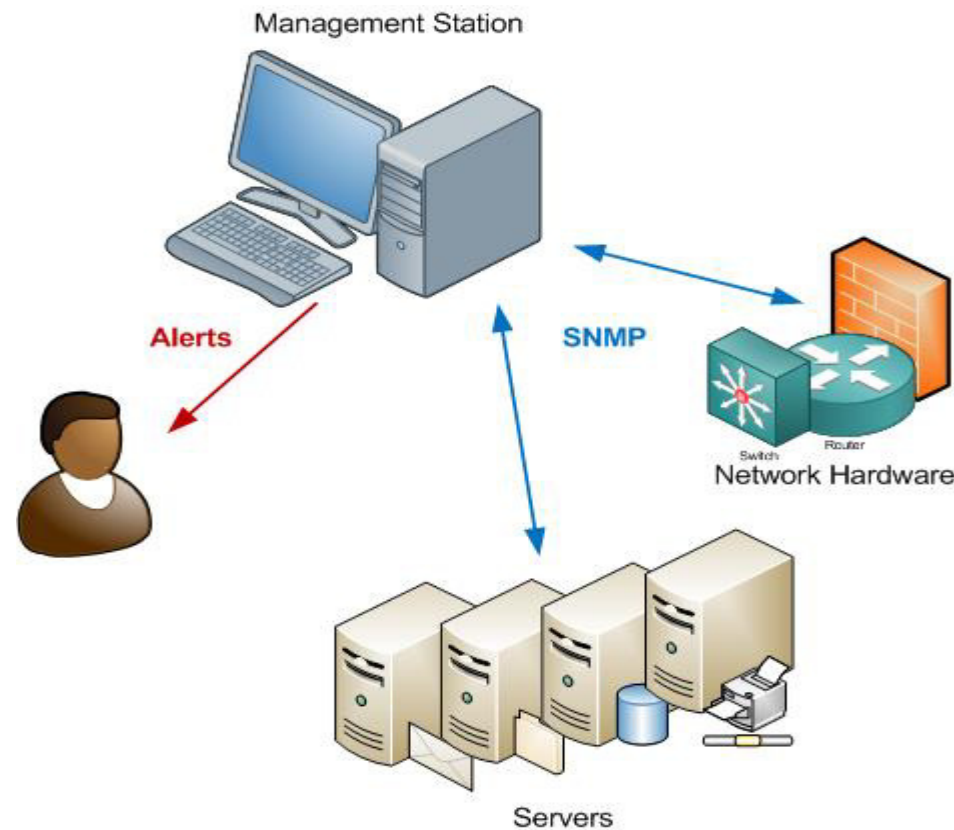 Management Station
Alerts
SNMP
Switch
Router
Network Hardware
Servers